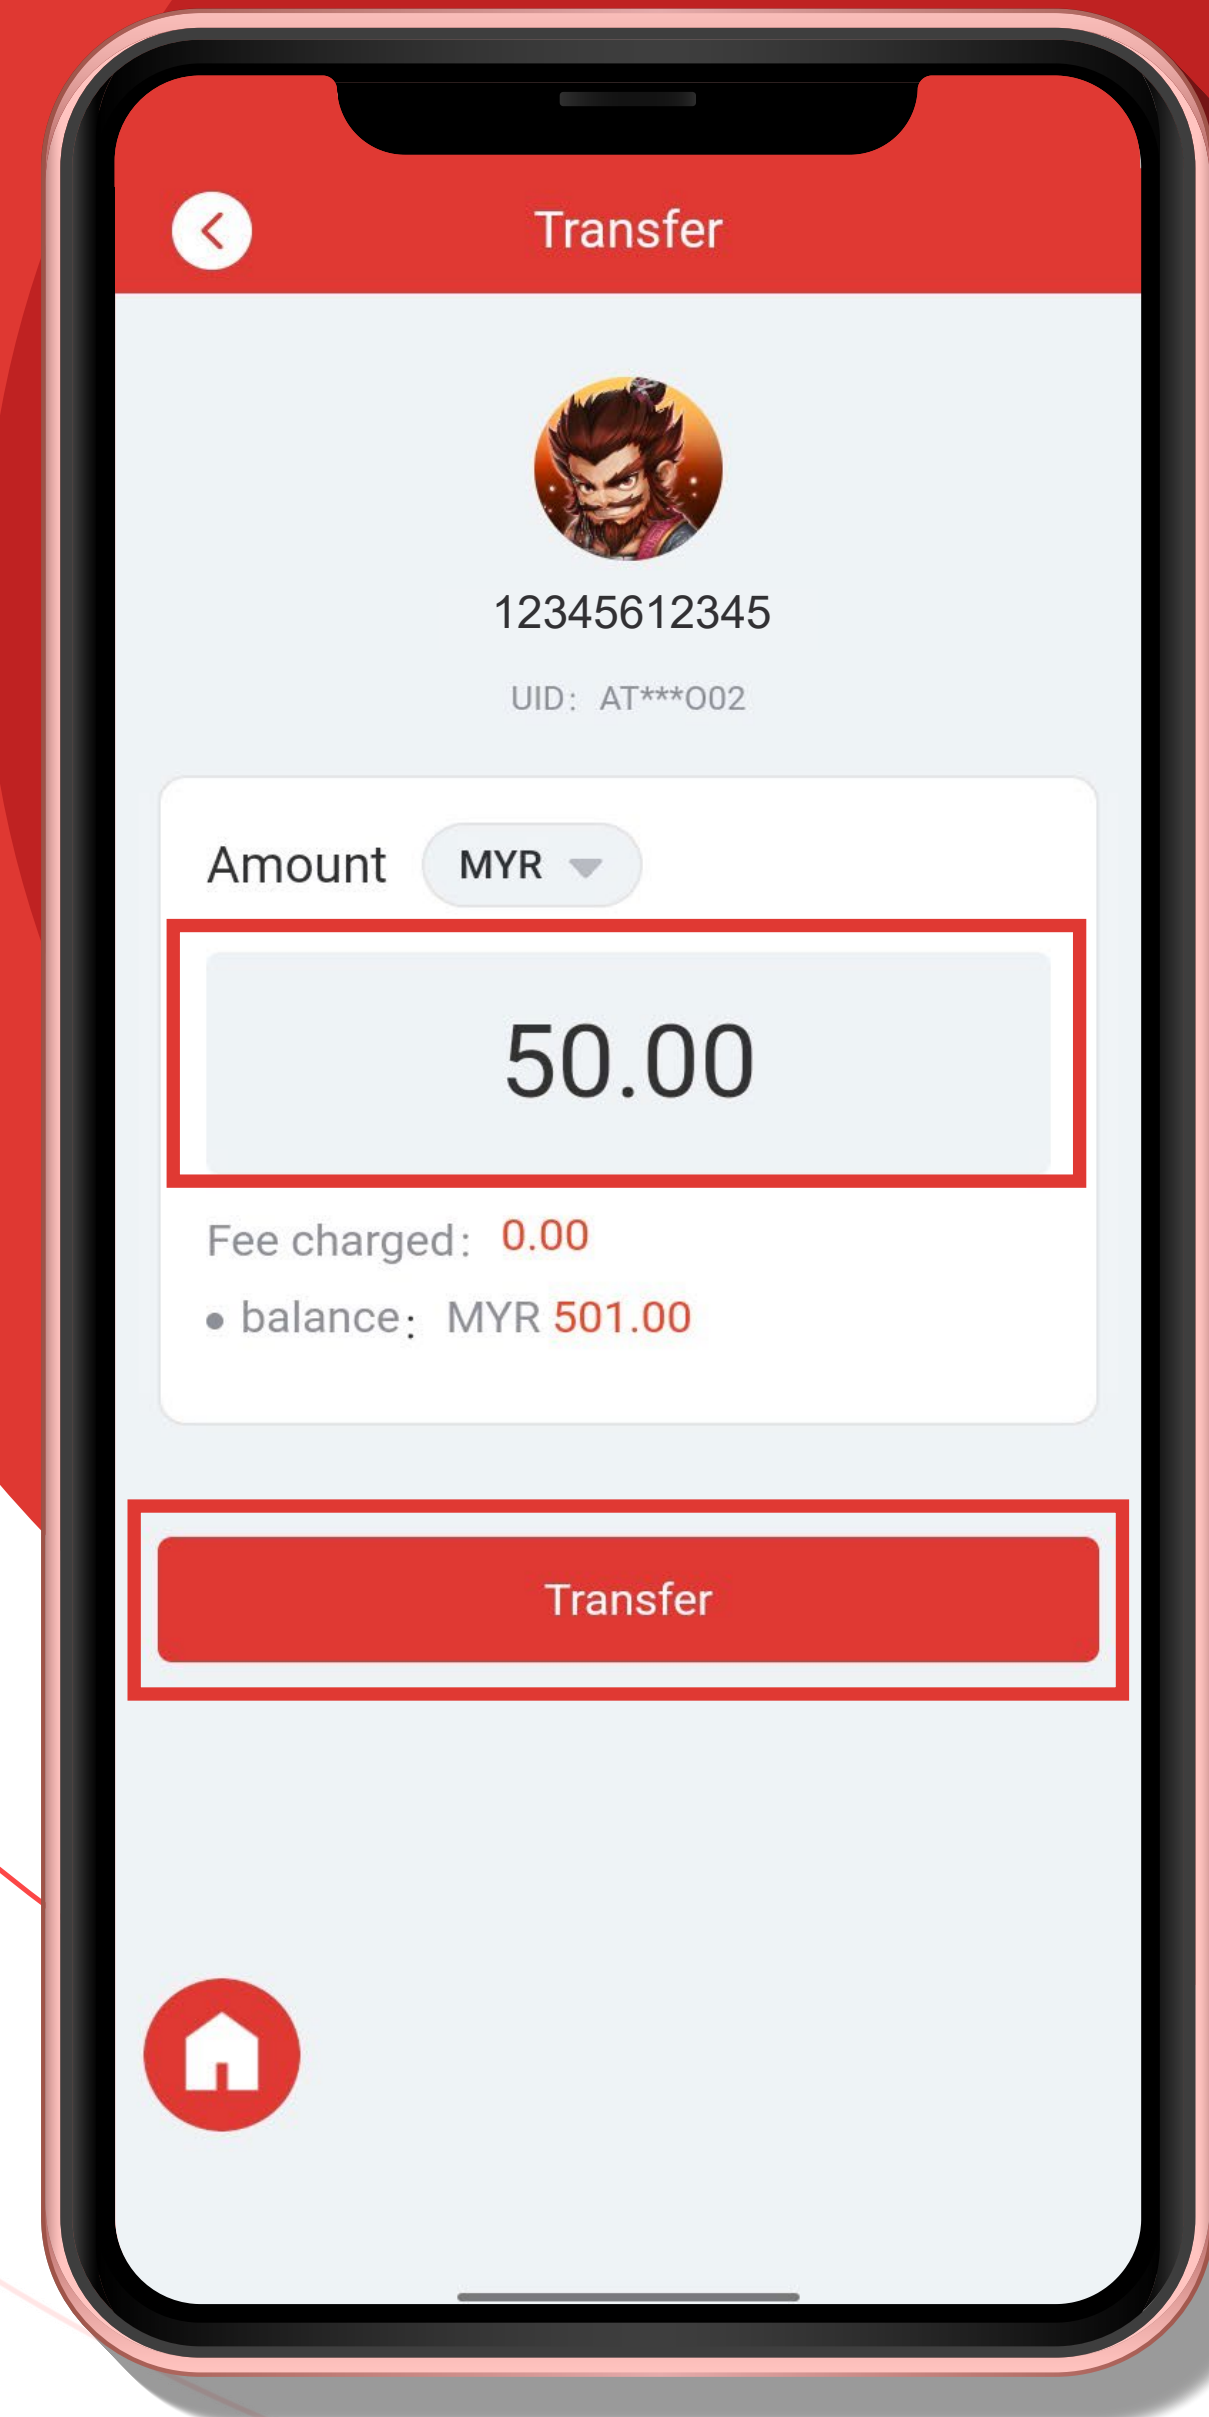 Transfer
12345612345
UID: AT***O02
Amount MYR
50.00
Fee charged: 0.00
• balance: MYR 501.00
Transfer